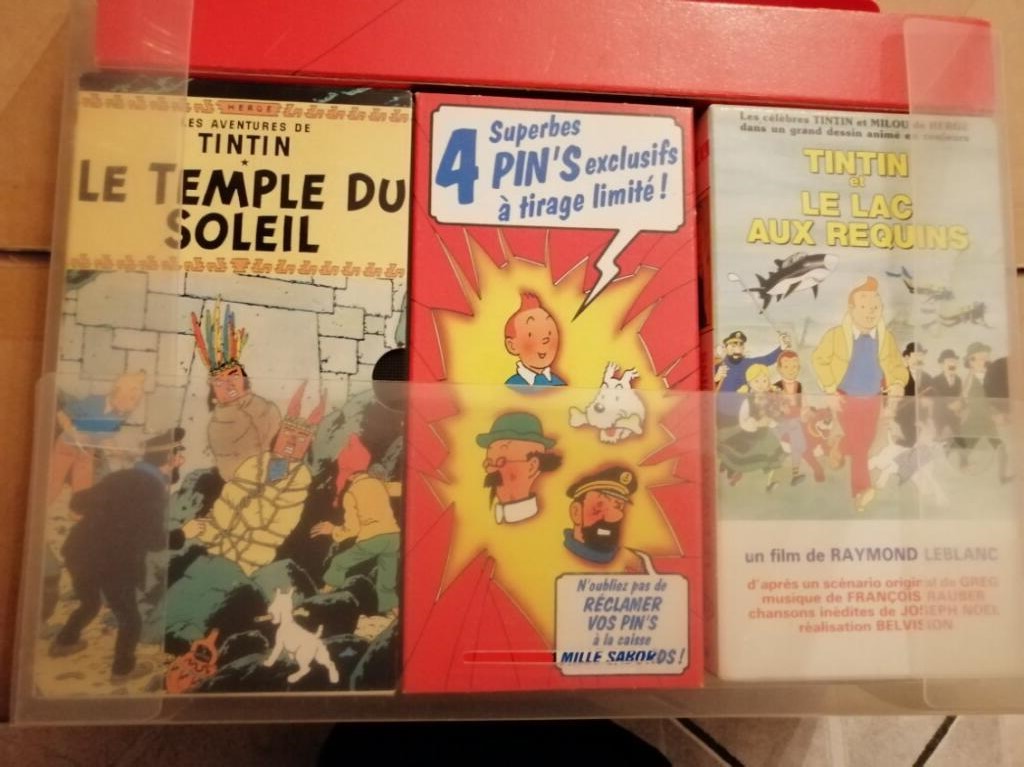 HERGÉ
LES AVENTURES DE
TINTIN
★
LE TEMPLE DU
SOLEIL
4 Superbes
PIN'S exclusifs
à tirage limité !
N'oubliez pas de
RÉCLAMER
VOS PIN'S
à la caisse
MILLE SABORDS !
Les célèbres TINTIN et MILOU de HERGÉ
dans un grand dessin animé en couleurs
TINTIN
et
LE LAC
AUX REQUINS
un film de RAYMOND LEBLANC
d'après un scénario original de GREG
musique de FRANÇOIS RAUBER
chansons inédites de JOSEPH NOEL
réalisation BELVISION